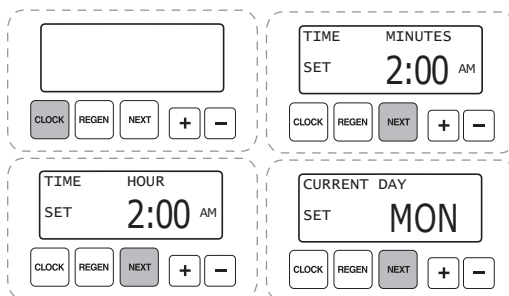 CLOCK REGEN NEXT + −
TIME HOUR
SET 2:00 AM
CLOCK REGEN NEXT + −
TIME MINUTES
SET 2:00 AM
CLOCK REGEN NEXT + −
CURRENT DAY
SET MON
CLOCK REGEN NEXT + −